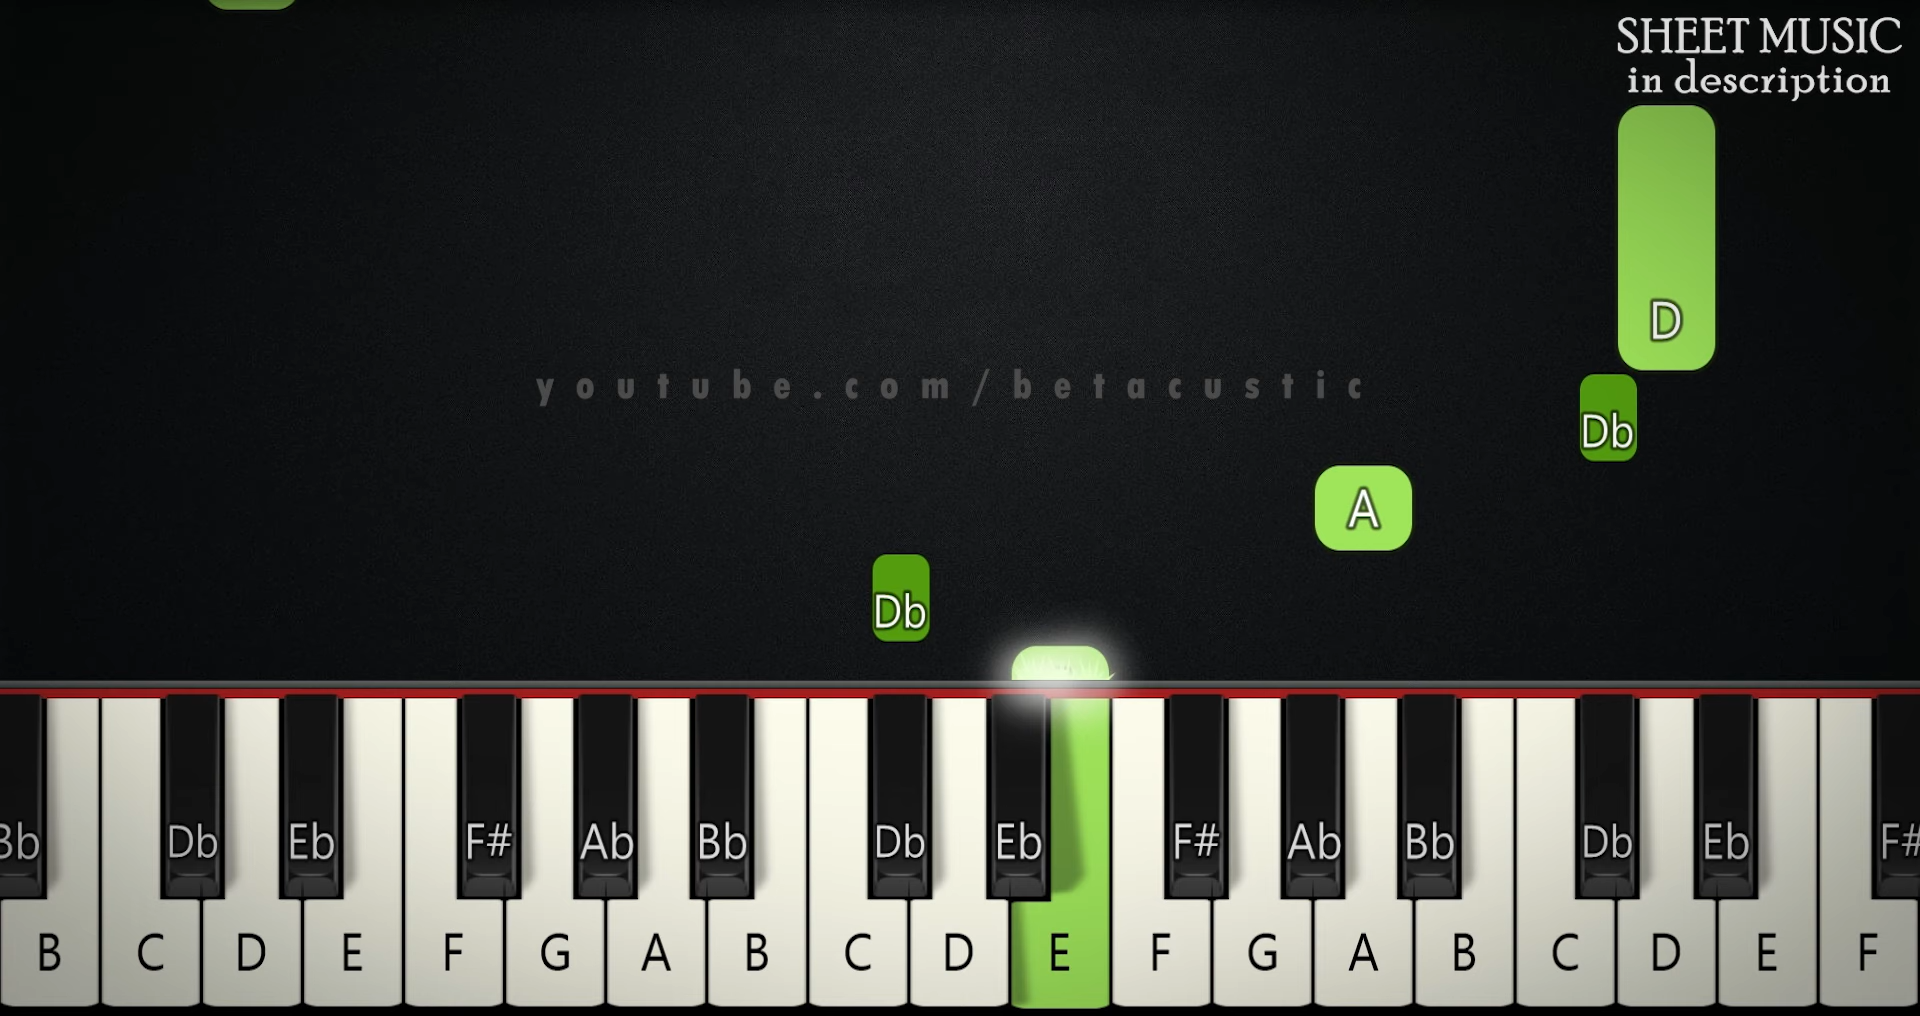 SHEET MUSIC
in description
D
youtube.com/betacustic
Db
A
Db
Bb Db Eb F# Ab Bb Db Eb F# Ab Bb Db Eb F#
B C D E F G A B C D E F G A B C D E F